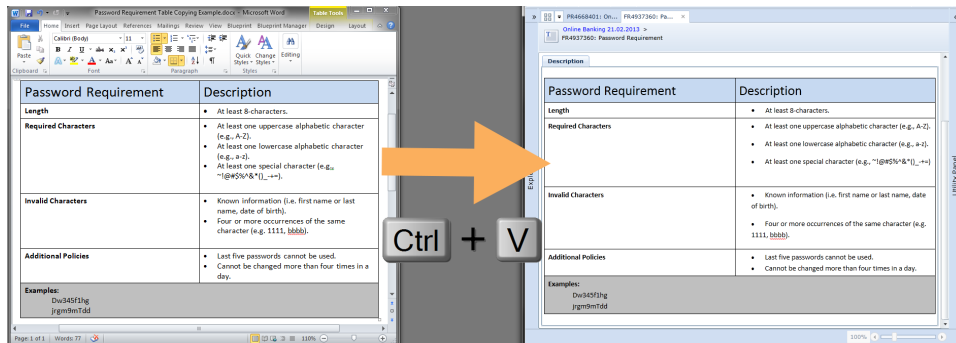 Password Requirement Table Copying Example.docx - Microsoft Word
Table Tools
File Home Insert Page Layout References Mailings Review View Blueprint Blueprint Manager Design Layout
Calibri (Body) 11
Paste
B I U abc x₂ x²
Quick Styles
Change Styles
Editing
Clipboard Font Paragraph Styles
Password Requirement Description
Length • At least 8-characters.
Required Characters • At least one uppercase alphabetic character
(e.g., A-Z).
• At least one lowercase alphabetic character
(e.g., a-z).
• At least one special character (e.g.,
~!@#$%^&*()_-+=).
Invalid Characters • Known information (i.e. first name or last
name, date of birth).
• Four or more occurrences of the same
character (e.g. 1111, bbbb).
Additional Policies • Last five passwords cannot be used.
• Cannot be changed more than four times in a
day.
Examples:
Dw345f1hg
jrgm9mTdd
Page: 1 of 1 Words: 77 110%
Ctrl + V
PR4668401: On... FR4937360: Pa...
Online Banking 21.02.2013 >
FR4937360: Password Requirement
Description
Password Requirement Description
Length • At least 8-characters.
Required Characters • At least one uppercase alphabetic character (e.g., A-Z).
• At least one lowercase alphabetic character (e.g., a-z).
• At least one special character (e.g., ~!@#$%^&*()_-+=)
Invalid Characters • Known information (i.e. first name or last name, date
of birth).
• Four or more occurrences of the same character (e.g.
1111, bbbb).
Additional Policies • Last five passwords cannot be used.
• Cannot be changed more than four times in a day.
Examples:
Dw345f1hg
jrgm9mTdd
Utility Panel
100%